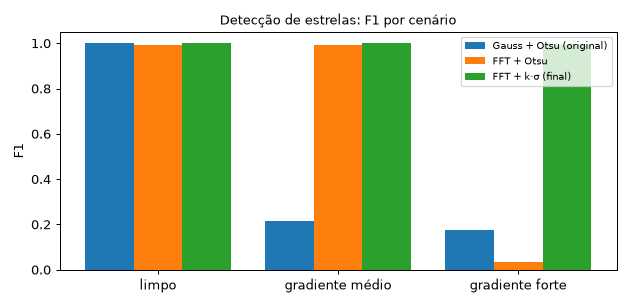 Detecção de estrelas: F1 por cenário
Gauss + Otsu (original)
FFT + Otsu
FFT + k·σ (final)
F1
1.0
0.8
0.6
0.4
0.2
0.0
limpo
gradiente médio
gradiente forte